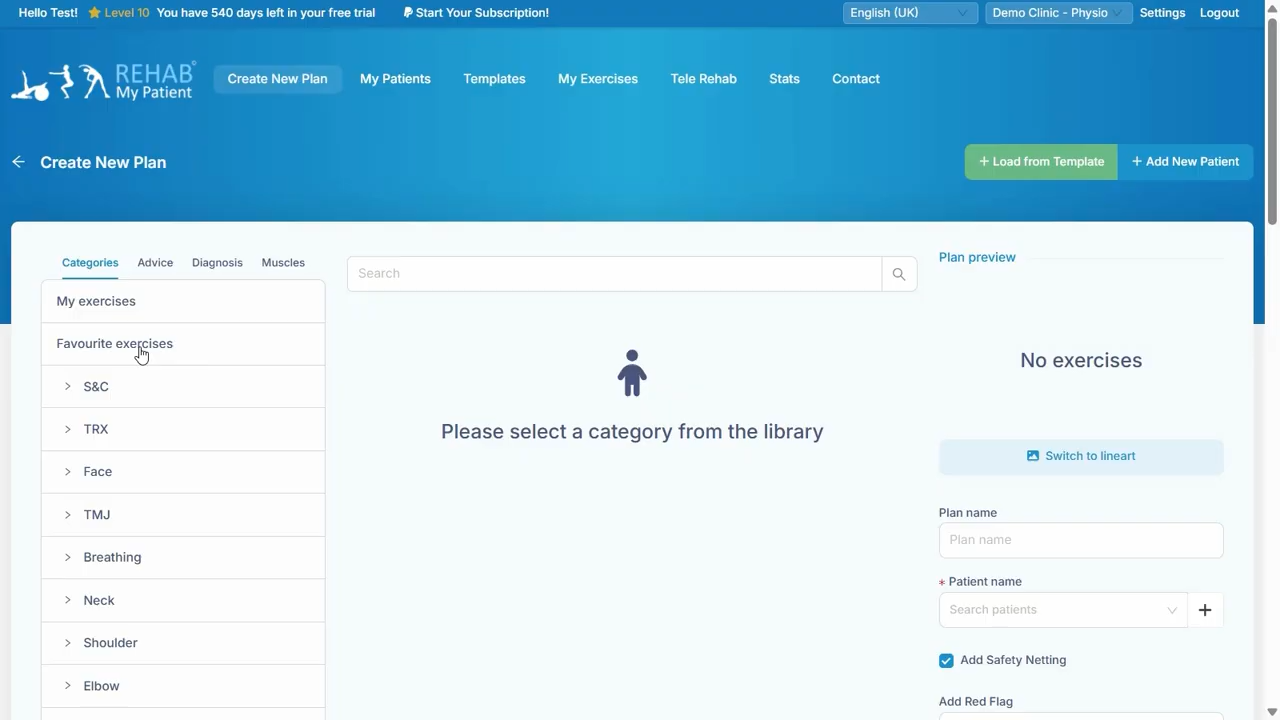 Hello Test! Level 10 You have 540 days left in your free trial Start Your Subscription! English (UK) Demo Clinic - Physio Settings Logout
REHAB
My Patient
Create New Plan My Patients Templates My Exercises Tele Rehab Stats Contact
Create New Plan
+ Load from Template + Add New Patient
Categories Advice Diagnosis Muscles
My exercises
Favourite exercises
S&C
TRX
Face
TMJ
Breathing
Neck
Shoulder
Elbow
Search
Please select a category from the library
Plan preview
No exercises
Switch to lineart
Plan name
Plan name
* Patient name
Search patients
Add Safety Netting
Add Red Flag